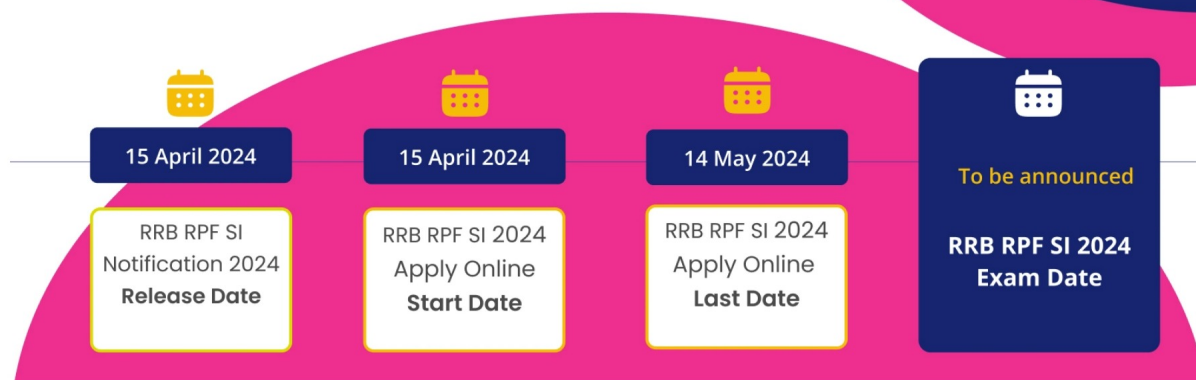 15 April 2024
RRB RPF SI
Notification 2024
Release Date
15 April 2024
RRB RPF SI 2024
Apply Online
Start Date
14 May 2024
RRB RPF SI 2024
Apply Online
Last Date
To be announced
RRB RPF SI 2024
Exam Date